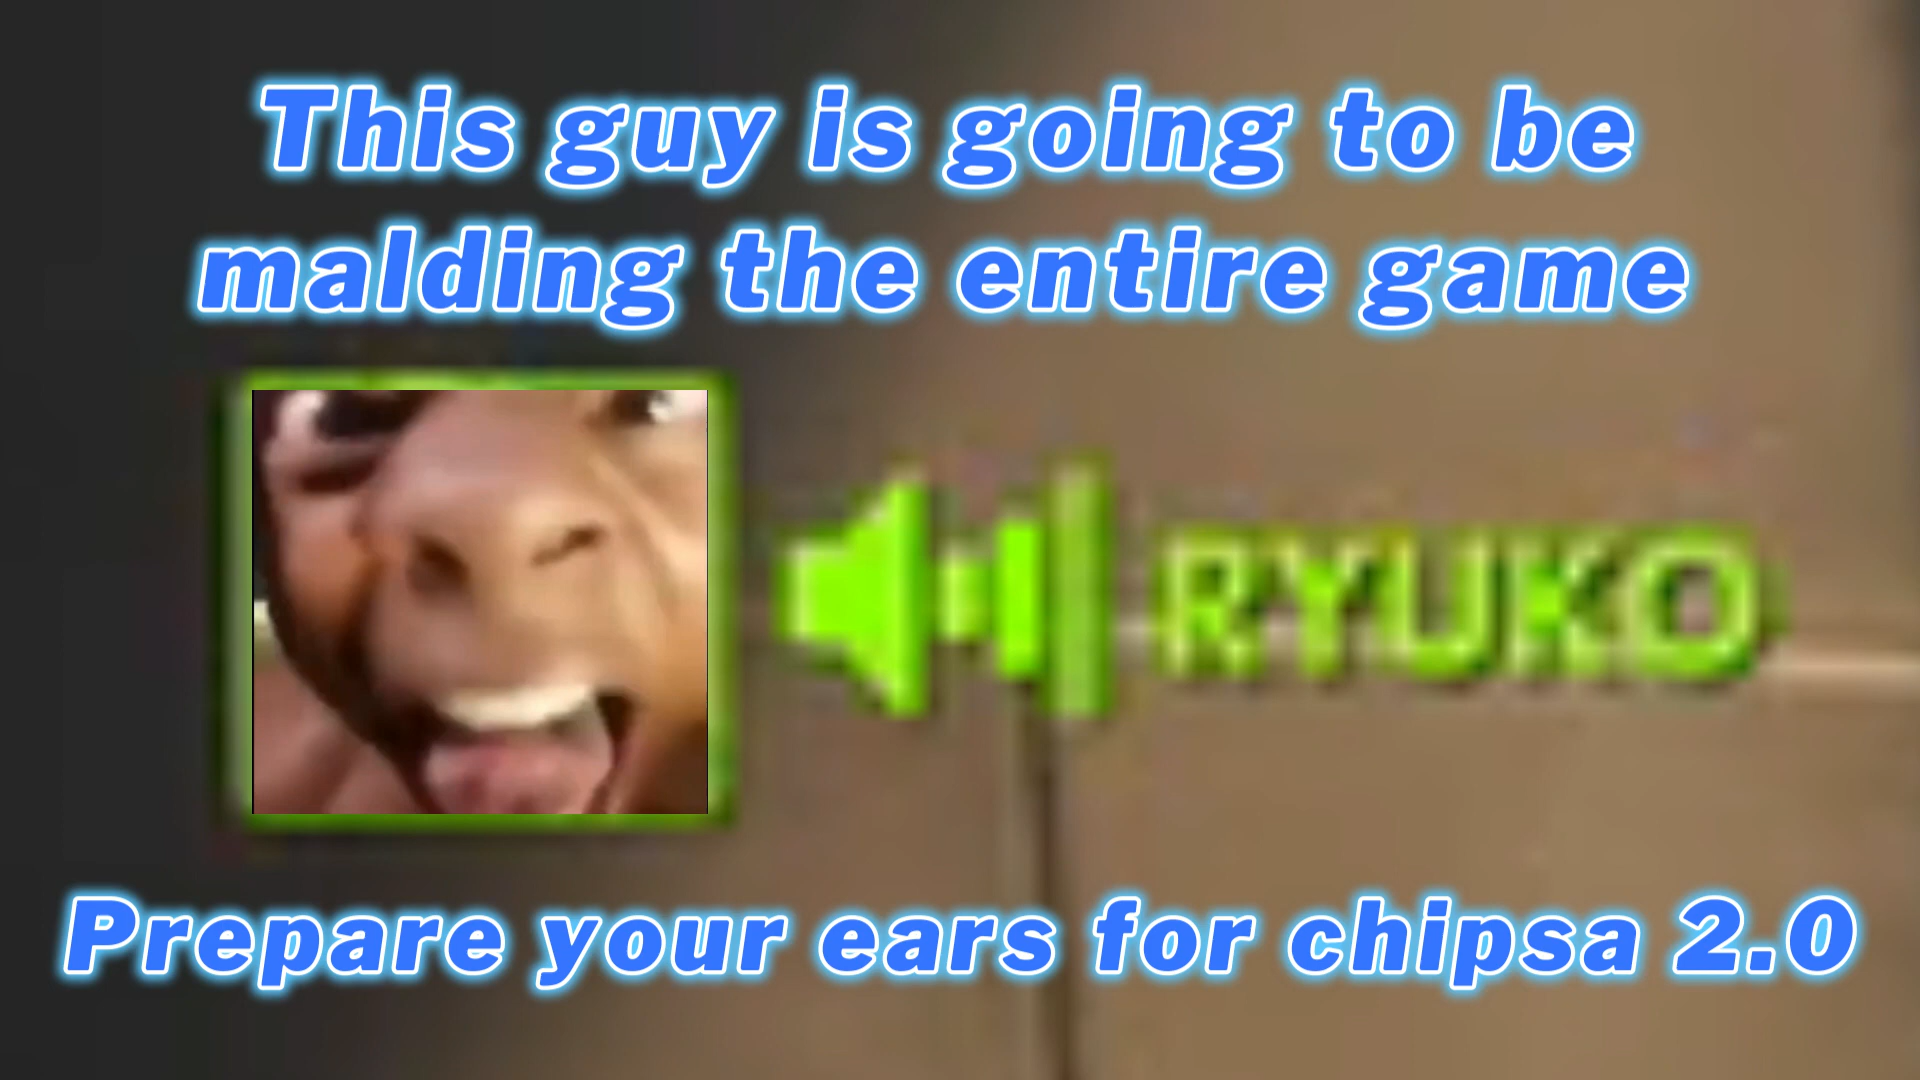 This guy is going to be
malding the entire game
RYUKO
Prepare your ears for chipsa 2.0